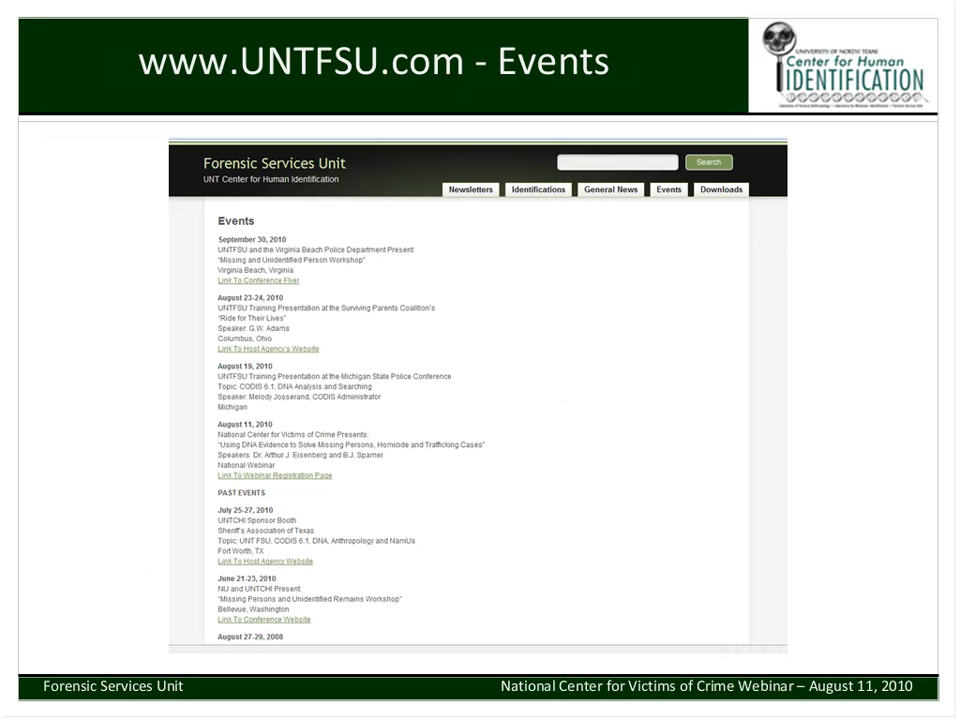 www.UNTFSU.com - Events
UNIVERSITY OF NORTH TEXAS
Center for Human
IDENTIFICATION
Forensic Services Unit
UNT Center for Human Identification
Search
Newsletters
Identifications
General News
Events
Downloads
Events
September 30, 2010
UNTFSU and the Virginia Beach Police Department Present:
"Missing and Unidentified Person Workshop"
Virginia Beach, Virginia
Link To Conference Flyer
August 23-24, 2010
UNTFSU Training Presentation at the Surviving Parents Coalition's
"Ride for Their Lives"
Speaker: G.W. Adams
Columbus, Ohio
Link To Host Agency's Website
August 19, 2010
UNTFSU Training Presentation at the Michigan State Police Conference
Topic: CODIS 6.1, DNA Analysis and Searching
Speaker: Melody Josserand, CODIS Administrator
Michigan
August 11, 2010
National Center for Victims of Crime Presents:
"Using DNA Evidence to Solve Missing Persons, Homicide and Trafficking Cases"
Speakers: Dr. Arthur J. Eisenberg and B.J. Spamer
National Webinar
Link To Webinar Registration Page
PAST EVENTS
July 25-27, 2010
UNTCHI Sponsor Booth
Sheriff's Association of Texas
Topic: UNT FSU, CODIS 6.1, DNA, Anthropology and NamUs
Fort Worth, TX
Link To Host Agency Website
June 21-23, 2010
NU and UNTCHI Present:
"Missing Persons and Unidentified Remains Workshop"
Bellevue, Washington
Link To Conference Website
August 27-29, 2008
Forensic Services Unit
National Center for Victims of Crime Webinar – August 11, 2010